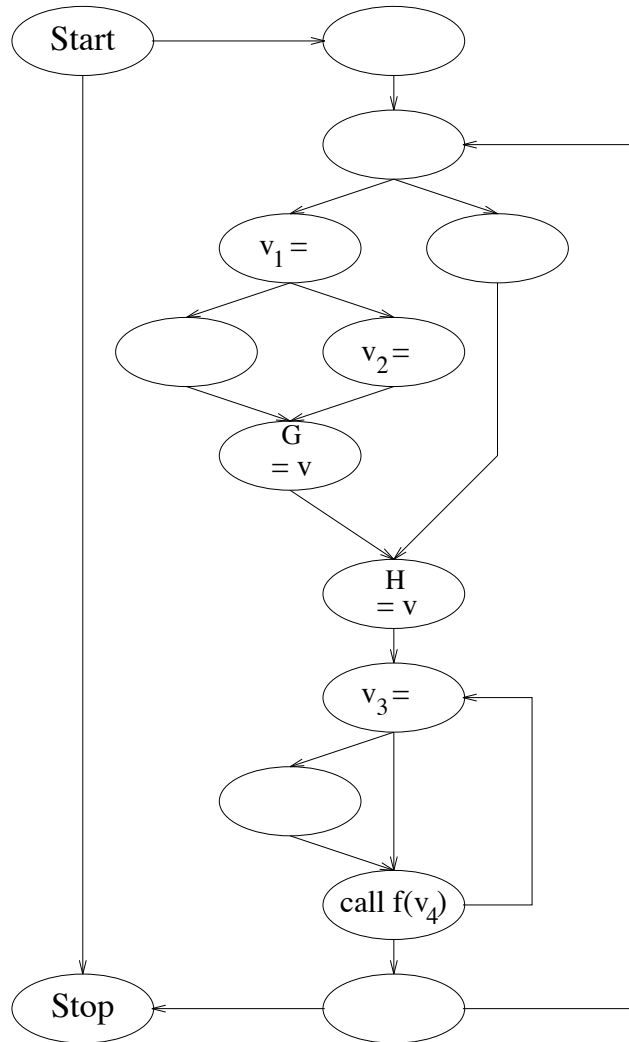 Start
v₁ =
v₂ =
G
= v
H
= v
v₃ =
call f(v₄)
Stop